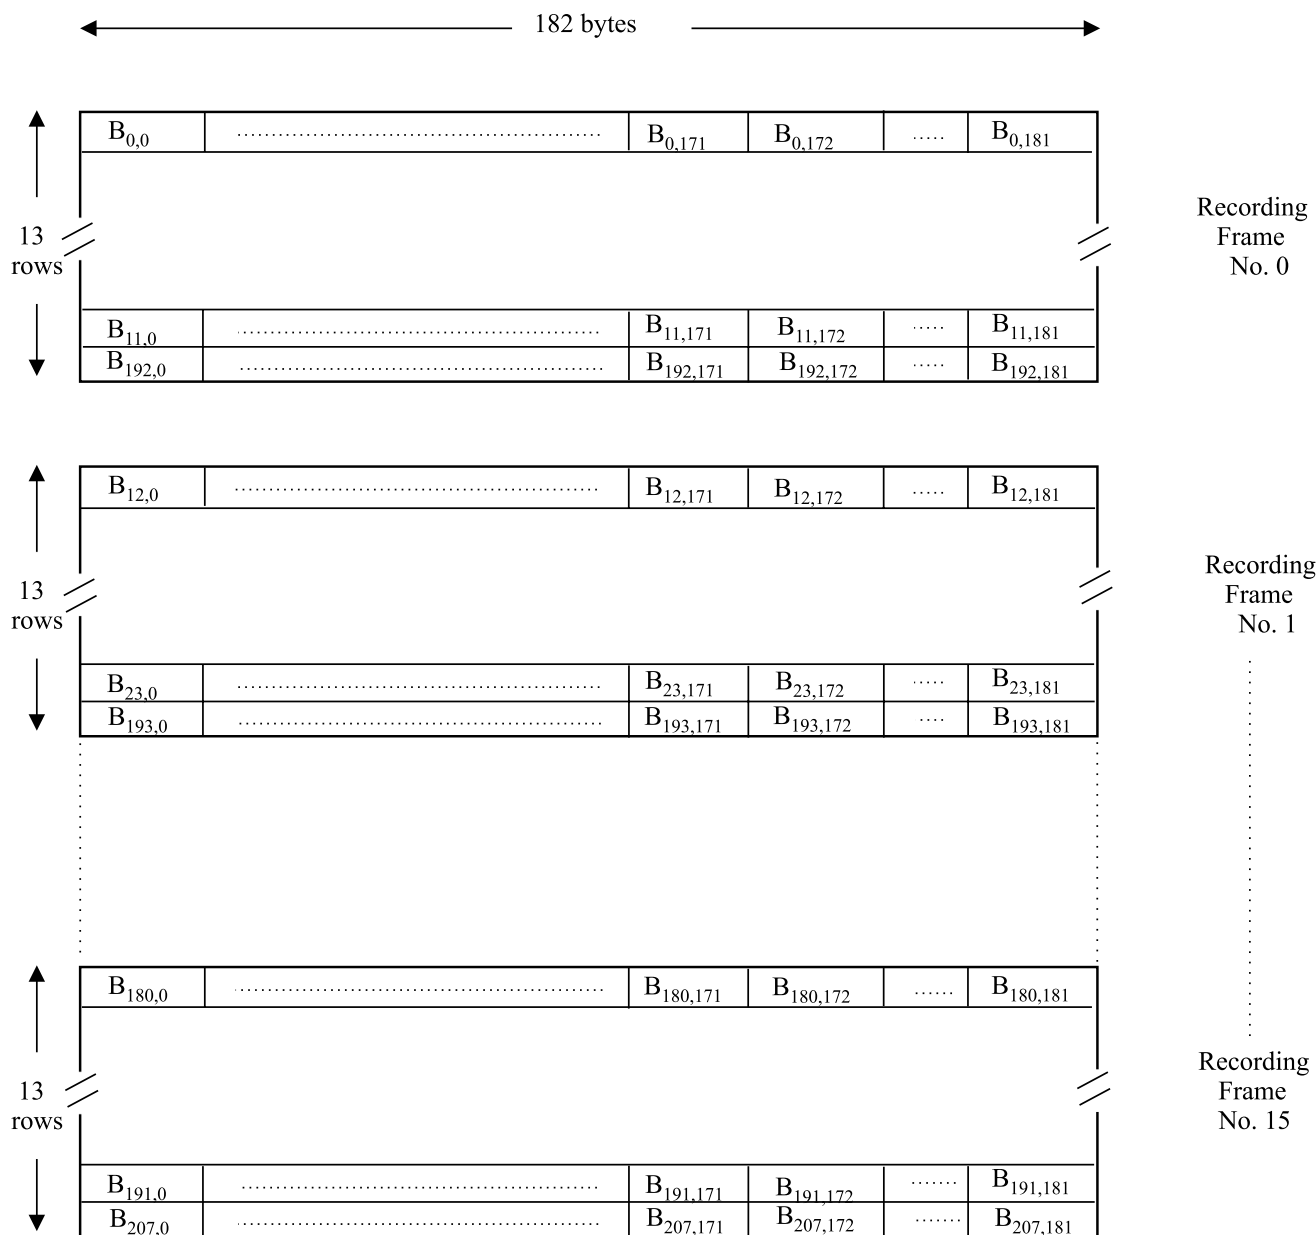 182 bytes
B0,0 ............ B0,171 B0,172 ..... B0,181
13
rows
Recording
Frame
No. 0
B11,0 ............ B11,171 B11,172 ..... B11,181
B192,0 ............ B192,171 B192,172 ..... B192,181
B12,0 ............ B12,171 B12,172 ..... B12,181
13
rows
Recording
Frame
No. 1
B23,0 ............ B23,171 B23,172 ..... B23,181
B193,0 ............ B193,171 B193,172 .... B193,181
B180,0 ............ B180,171 B180,172 ...... B180,181
13
rows
Recording
Frame
No. 15
B191,0 ............ B191,171 B191,172 ....... B191,181
B207,0 ............ B207,171 B207,172 ....... B207,181